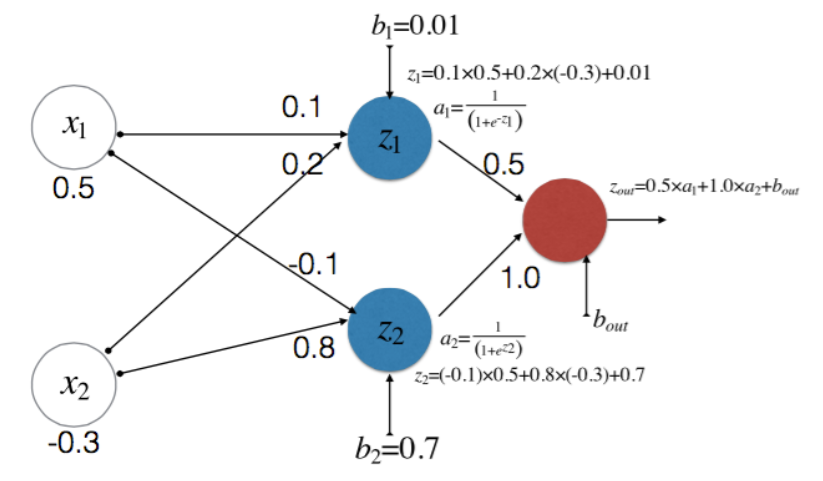 b₁=0.01
z₁=0.1×0.5+0.2×(-0.3)+0.01
a₁=1/(1+e^-z₁)
x₁
0.1
z₁
0.5
0.2
0.5
z_out=0.5×a₁+1.0×a₂+b_out
-0.1
1.0
x₂
0.8
z₂
a₂=1/(1+e^z2)
b_out
-0.3
z₂=(-0.1)×0.5+0.8×(-0.3)+0.7
b₂=0.7